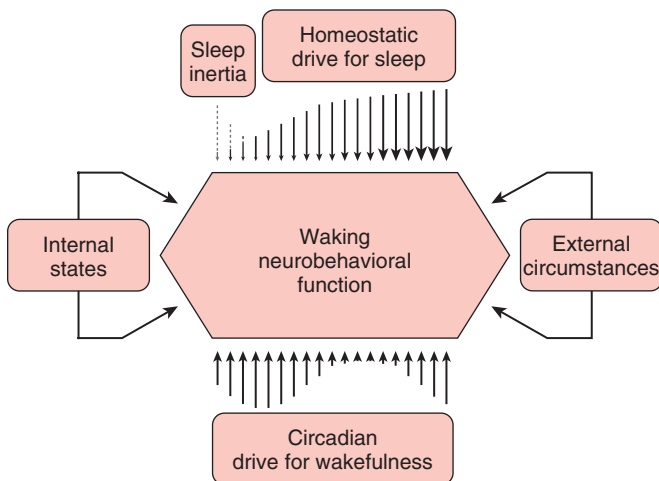 Sleep
inertia
Homeostatic
drive for sleep
Internal
states
Waking
neurobehavioral
function
External
circumstances
Circadian
drive for wakefulness